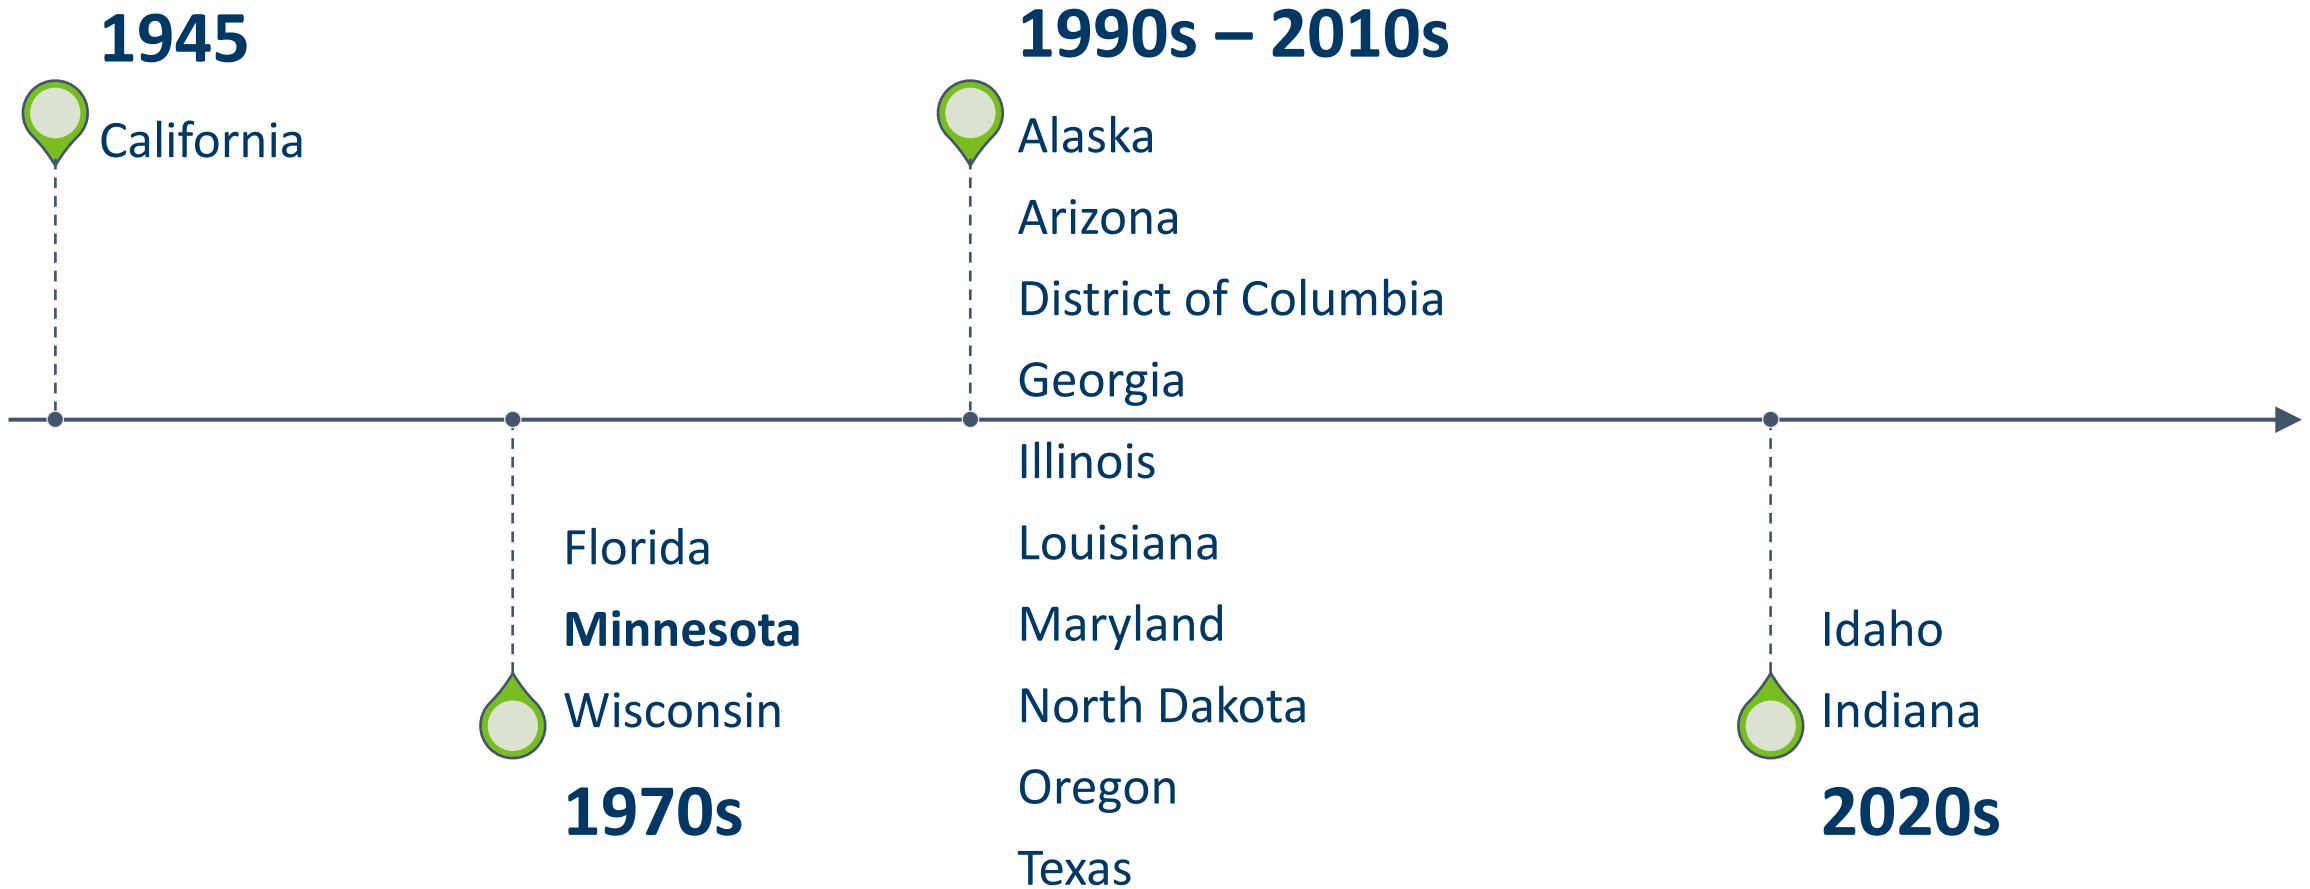 1945
California
Florida
Minnesota
Wisconsin
1970s
1990s – 2010s
Alaska
Arizona
District of Columbia
Georgia
Illinois
Louisiana
Maryland
North Dakota
Oregon
Texas
Idaho
Indiana
2020s